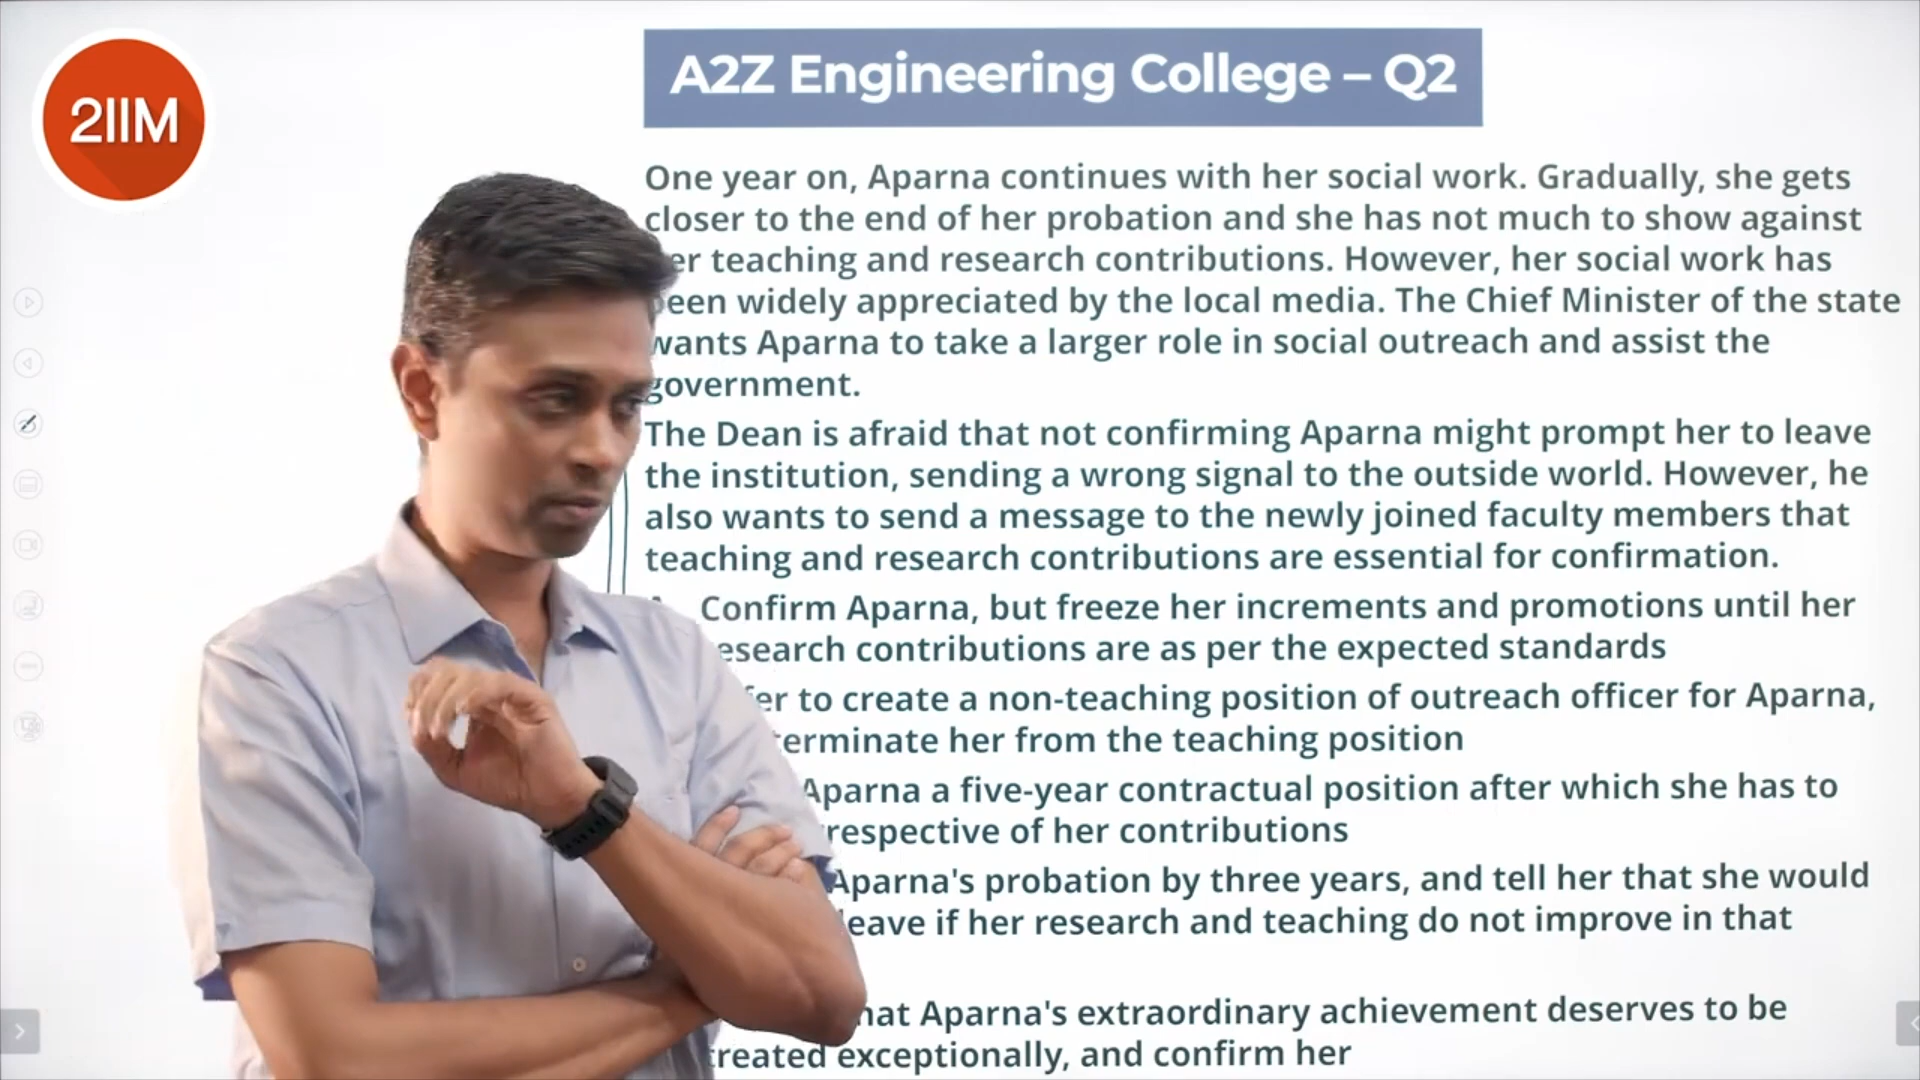 2IIM
A2Z Engineering College – Q2
One year on, Aparna continues with her social work. Gradually, she gets
closer to the end of her probation and she has not much to show against
er teaching and research contributions. However, her social work has
been widely appreciated by the local media. The Chief Minister of the state
wants Aparna to take a larger role in social outreach and assist the
government.
The Dean is afraid that not confirming Aparna might prompt her to leave
the institution, sending a wrong signal to the outside world. However, he
also wants to send a message to the newly joined faculty members that
teaching and research contributions are essential for confirmation.
Confirm Aparna, but freeze her increments and promotions until her
esearch contributions are as per the expected standards
fer to create a non-teaching position of outreach officer for Aparna,
terminate her from the teaching position
Aparna a five-year contractual position after which she has to
respective of her contributions
Aparna's probation by three years, and tell her that she would
leave if her research and teaching do not improve in that
hat Aparna's extraordinary achievement deserves to be
treated exceptionally, and confirm her